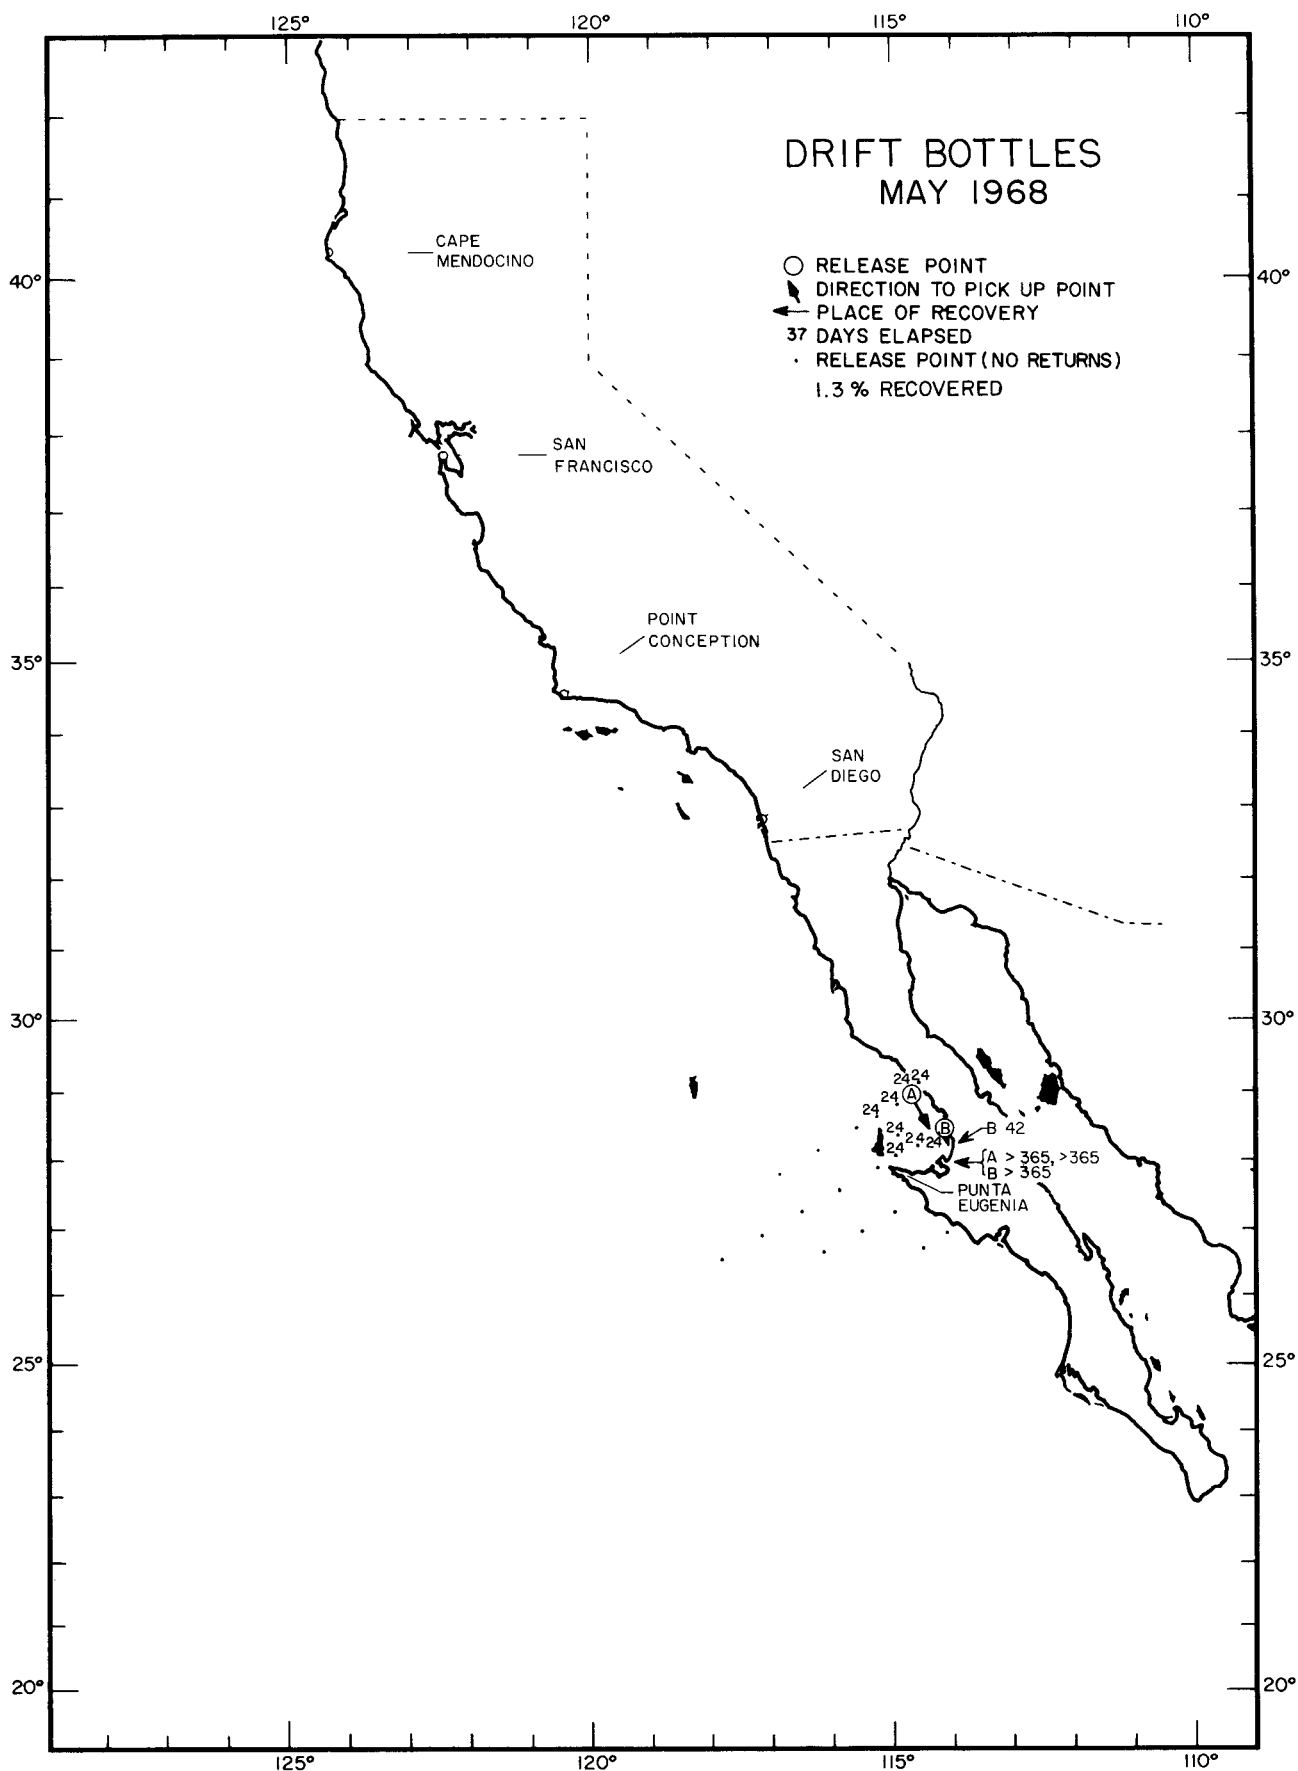 125° 120° 115° 110°
DRIFT BOTTLES
MAY 1968
RELEASE POINT
DIRECTION TO PICK UP POINT
PLACE OF RECOVERY
37 DAYS ELAPSED
RELEASE POINT (NO RETURNS)
1.3 % RECOVERED
CAPE
MENDOCINO
40° 40°
SAN
FRANCISCO
POINT
CONCEPTION
35° 35°
SAN
DIEGO
30° 30°
24 24
24 A
24
24 B B 42
24 24
24
A > 365, >365
B > 365
PUNTA
EUGENIA
25° 25°
20° 20°
125° 120° 115° 110°